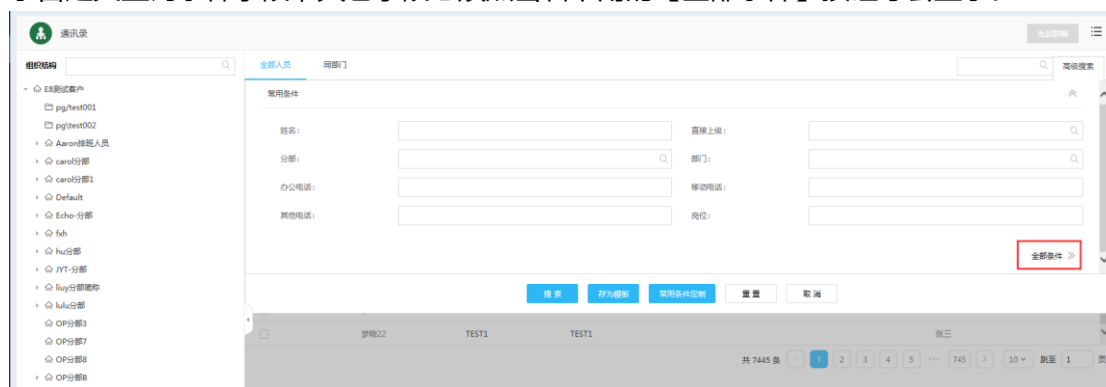 通讯录
发起群聊
组织结构
全部人员 同部门
高级搜索
EB测试客户
pg/test001
pg\test002
Aaron排班人员
carol分部
carol分部1
Default
Echo-分部
fxh
hu分部
JYT-分部
liuy分部简称
lulu分部
OP分部3
OP分部7
OP分部8
OP分部B
常用条件
姓名: 直接上级:
分部: 部门:
办公电话: 移动电话:
其他电话: 岗位:
全部条件
搜索 存为模板 常用条件定制 重置 取消
梦晓22 TEST1 TEST1 张三
共 7445 条 1 2 3 4 5 ··· 745 10 跳至 1 页